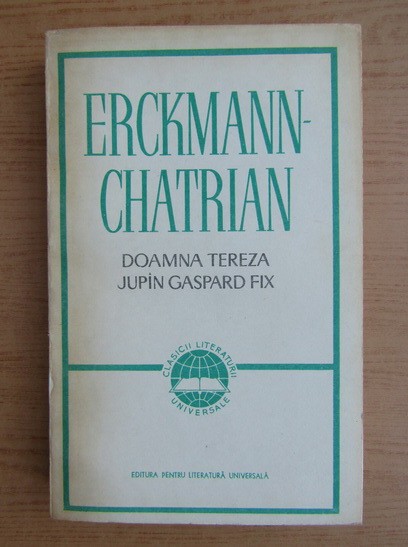 ERCKMANN-
CHATRIAN
DOAMNA TEREZA
JUPÎN GASPARD FIX
CLASICII LITERATURII
UNIVERSALE
EDITURA PENTRU LITERATURĂ UNIVERSALĂ